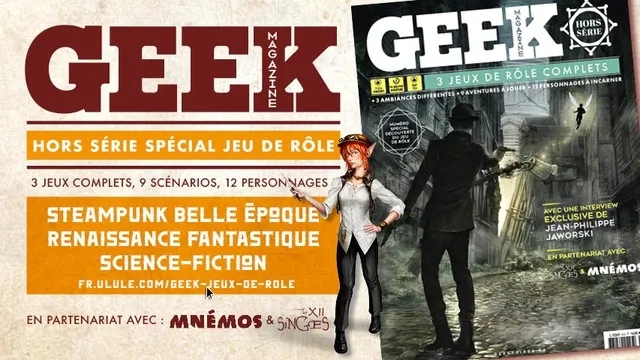 GEEK
MAGAZINE
HORS SÉRIE SPÉCIAL JEU DE RÔLE
3 JEUX COMPLETS, 9 SCÉNARIOS, 12 PERSONNAGES
STEAMPUNK BELLE ÉPOQUE
RENAISSANCE FANTASTIQUE
SCIENCE-FICTION
FR.ULULE.COM/GEEK-JEUX-DE-ROLE
EN PARTENARIAT AVEC : MNÉMOS & LES XII SINGES
GEEK
MAGAZINE
HORS
SÉRIE
3 JEUX DE RÔLE COMPLETS
• 3 AMBIANCES DIFFÉRENTES • 9 AVENTURES À JOUER • 12 PERSONNAGES À INCARNER
NUMÉRO
SPÉCIAL
DÉCOUVERTE
DU JEU
DE RÔLE
AVEC UNE INTERVIEW
EXCLUSIVE DE
JEAN-PHILIPPE
JAWORSKI
EN PARTENARIAT AVEC
XII SINGES & MNÉMOS